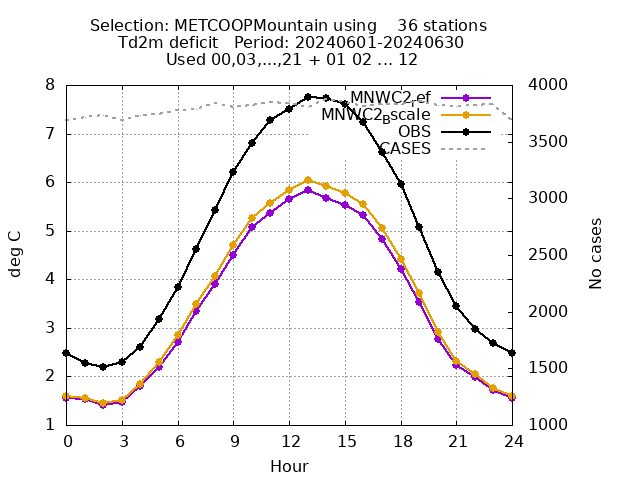 Selection: METCOOPMountain using    36 stations
Td2m deficit   Period: 20240601-20240630
Used 00,03,...,21 + 01 02 ... 12
MNWC2_ef
MNWC2_Bscale
OBS
CASES
8
7
6
5
4
3
2
1
4000
3500
3000
2500
2000
1500
1000
deg C
No cases
0 3 6 9 12 15 18 21 24
Hour